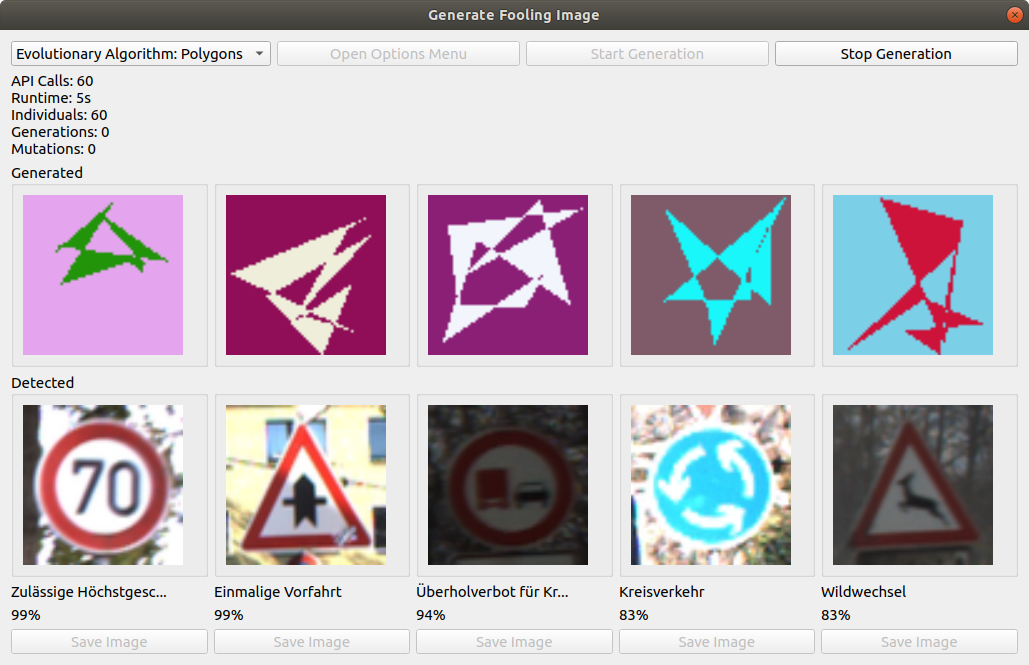 Generate Fooling Image
Evolutionary Algorithm: Polygons
Open Options Menu
Start Generation
Stop Generation
API Calls: 60
Runtime: 5s
Individuals: 60
Generations: 0
Mutations: 0
Generated
Detected
70
Zulässige Höchstgesc...
Einmalige Vorfahrt
Überholverbot für Kr...
Kreisverkehr
Wildwechsel
99%
99%
94%
83%
83%
Save Image
Save Image
Save Image
Save Image
Save Image